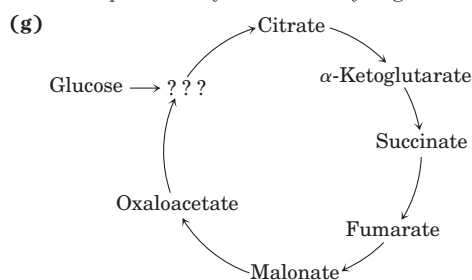 (g)
Citrate
Glucose
? ? ?
α-Ketoglutarate
Succinate
Oxaloacetate
Fumarate
Malonate